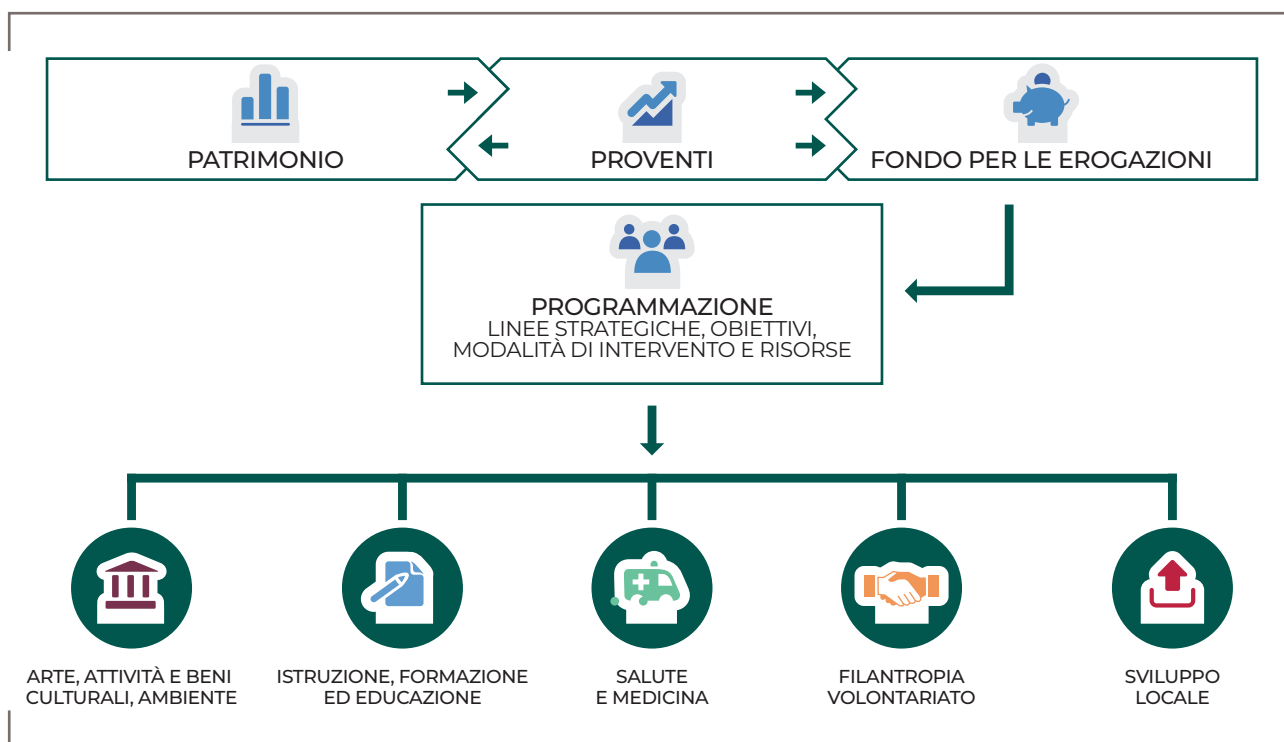 PATRIMONIO
PROVENTI
FONDO PER LE EROGAZIONI
PROGRAMMAZIONE
LINEE STRATEGICHE, OBIETTIVI,
MODALITÀ DI INTERVENTO E RISORSE
ARTE, ATTIVITÀ E BENI
CULTURALI, AMBIENTE
ISTRUZIONE, FORMAZIONE
ED EDUCAZIONE
SALUTE
E MEDICINA
FILANTROPIA
VOLONTARIATO
SVILUPPO
LOCALE